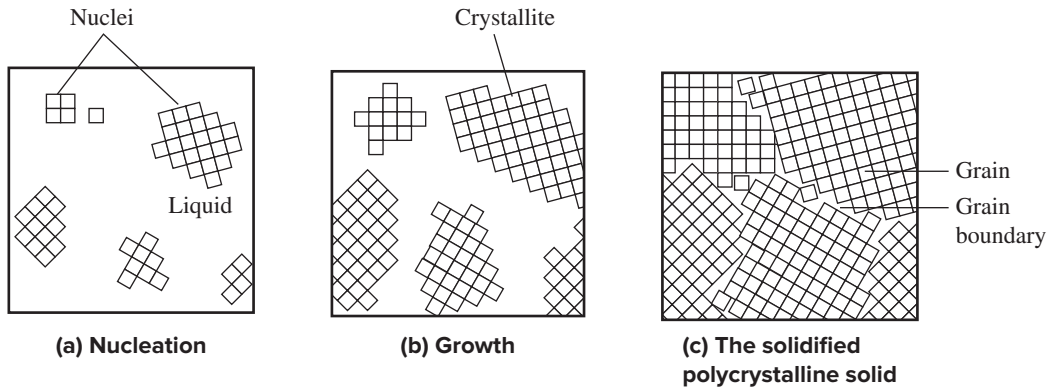 Nuclei
Crystallite
Liquid
Grain
Grain
boundary
(a) Nucleation
(b) Growth
(c) The solidified
polycrystalline solid